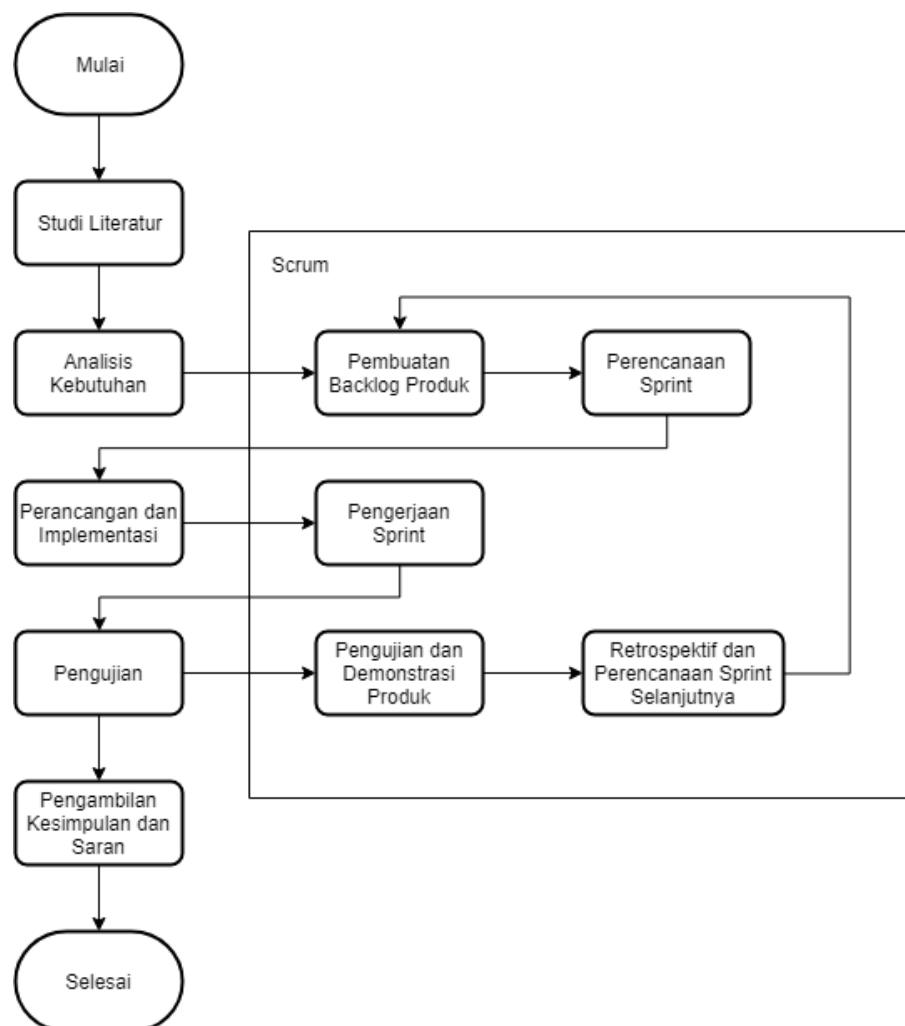 Mulai
Studi Literatur
Scrum
Analisis
Kebutuhan
Pembuatan
Backlog Produk
Perencanaan
Sprint
Perancangan dan
Implementasi
Pengerjaan
Sprint
Pengujian
Pengujian dan
Demonstrasi
Produk
Retrospektif dan
Perencanaan Sprint
Selanjutnya
Pengambilan
Kesimpulan dan
Saran
Selesai